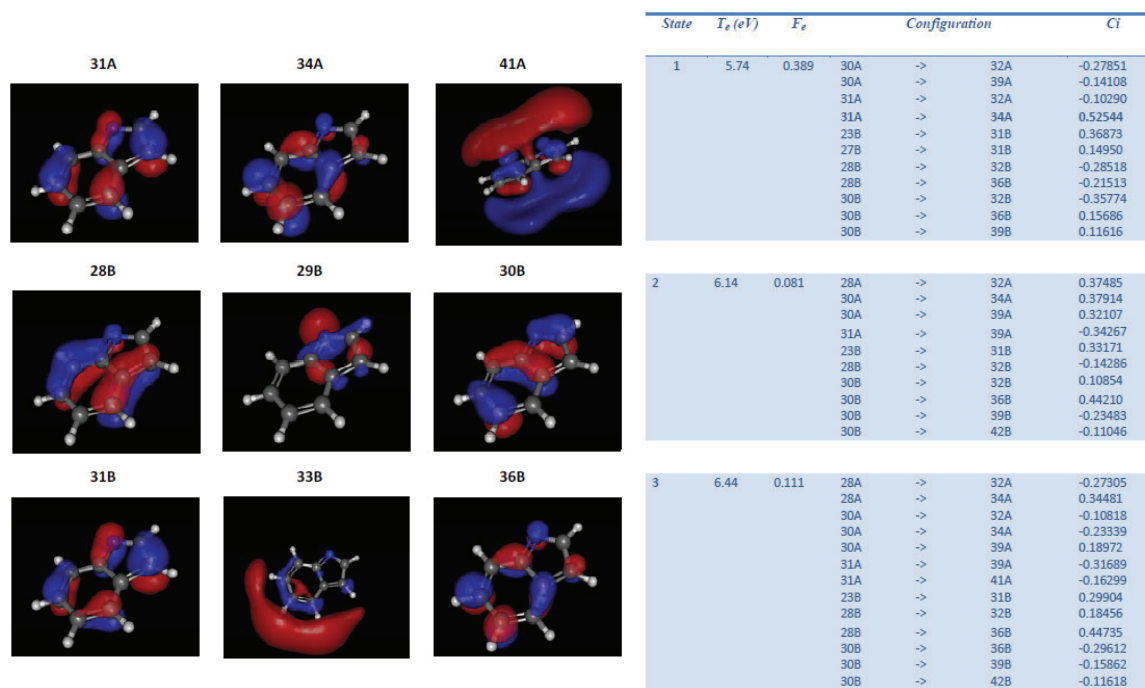 31A 34A 41A
28B 29B 30B
31B 33B 36B
State Te (eV) Fe Configuration Ci
1 5.74 0.389 30A -> 32A -0.27851
30A -> 39A -0.14108
31A -> 32A -0.10290
31A -> 34A 0.52544
23B -> 31B 0.36873
27B -> 31B 0.14950
28B -> 32B -0.28518
28B -> 36B -0.21513
30B -> 32B -0.35774
30B -> 36B 0.15686
30B -> 39B 0.11616
2 6.14 0.081 28A -> 32A 0.37485
30A -> 34A 0.37914
30A -> 39A 0.32107
31A -> 39A -0.34267
23B -> 31B 0.33171
28B -> 32B -0.14286
30B -> 32B 0.10854
30B -> 36B 0.44210
30B -> 39B -0.23483
30B -> 42B -0.11046
3 6.44 0.111 28A -> 32A -0.27305
28A -> 34A 0.34481
30A -> 32A -0.10818
30A -> 34A -0.23339
30A -> 39A 0.18972
31A -> 39A -0.31689
31A -> 41A -0.16299
23B -> 31B 0.29904
28B -> 32B 0.18456
28B -> 36B 0.44735
30B -> 36B -0.29612
30B -> 39B -0.15862
30B -> 42B -0.11618